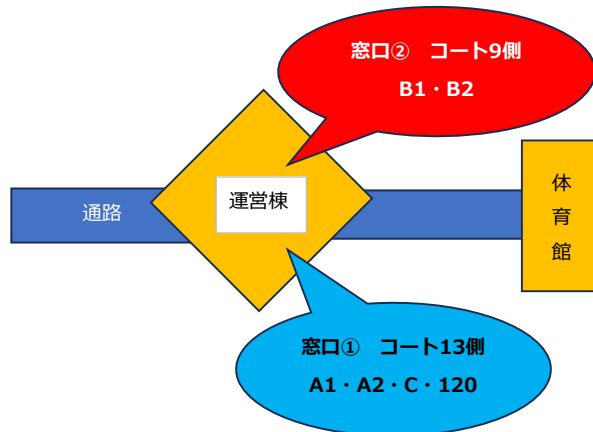 窓口② コート9側
B1・B2
通路
運営棟
体
育
館
窓口① コート13側
A1・A2・C・120